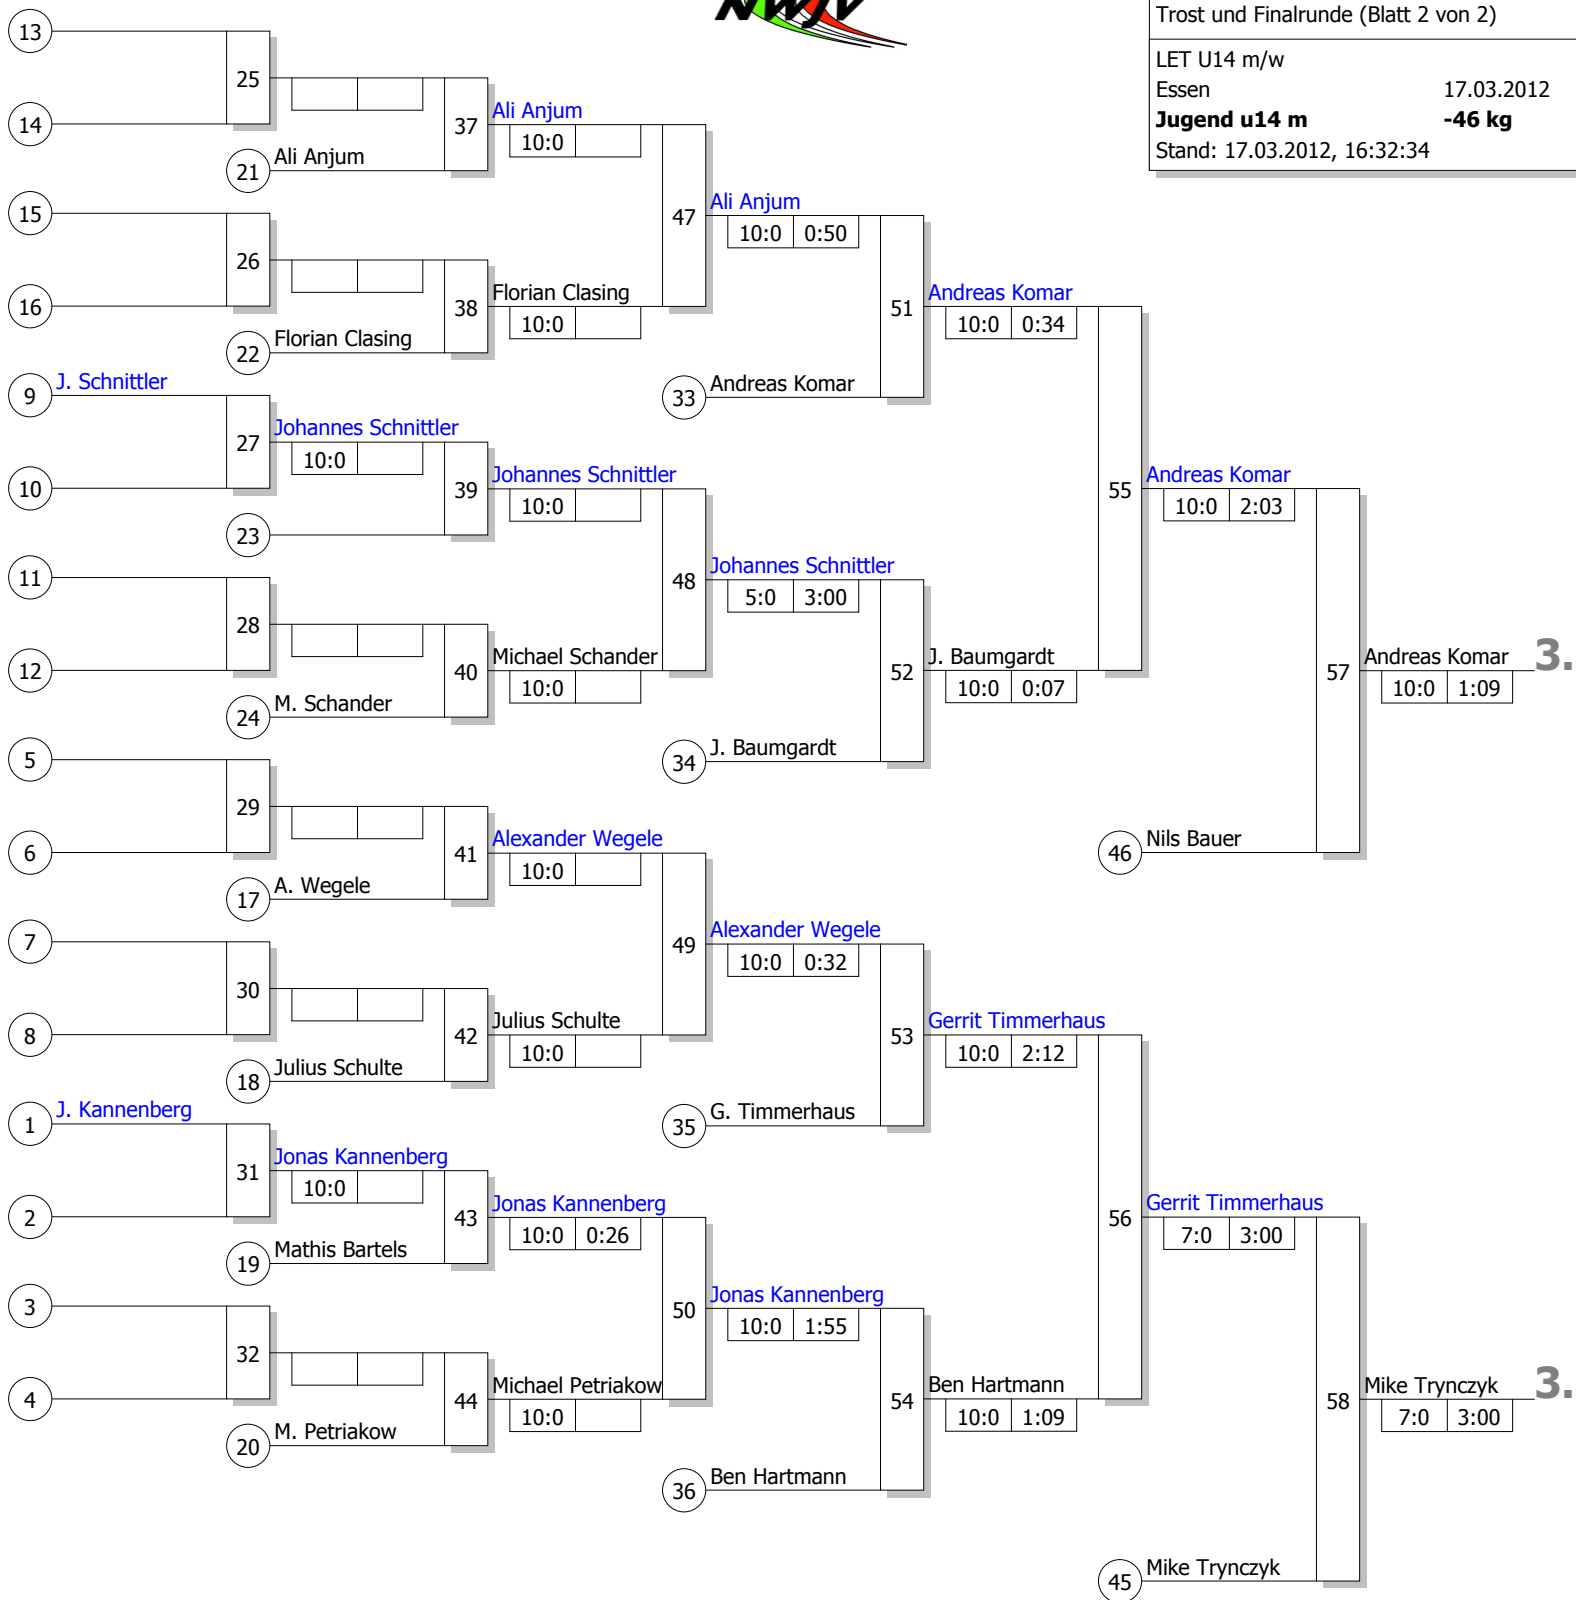 NWJV
Trost und Finalrunde (Blatt 2 von 2)
LET U14 m/w
Essen 17.03.2012
Jugend u14 m -46 kg
Stand: 17.03.2012, 16:32:34
13
25
14
37
Ali Anjum
10:0
21 Ali Anjum
15
47
Ali Anjum
10:0 0:50
26
16
38
Florian Clasing
10:0
22 Florian Clasing
51
Andreas Komar
10:0 0:34
33 Andreas Komar
9 J. Schnittler
27
Johannes Schnittler
10:0
10
39
Johannes Schnittler
10:0
23
55
Andreas Komar
10:0 2:03
11
48
Johannes Schnittler
5:0 3:00
28
12
40
Michael Schander
10:0
24 M. Schander
52
J. Baumgardt
10:0 0:07
34 J. Baumgardt
57
Andreas Komar 3.
10:0 1:09
5
29
6
41
Alexander Wegele
10:0
46 Nils Bauer
17 A. Wegele
7
49
Alexander Wegele
10:0 0:32
30
8
42
Julius Schulte
10:0
18 Julius Schulte
53
Gerrit Timmerhaus
10:0 2:12
35 G. Timmerhaus
1 J. Kannenberg
31
Jonas Kannenberg
10:0
2
43
Jonas Kannenberg
10:0 0:26
19 Mathis Bartels
56
Gerrit Timmerhaus
7:0 3:00
3
50
Jonas Kannenberg
10:0 1:55
32
4
44
Michael Petriakow
10:0
20 M. Petriakow
54
Ben Hartmann
10:0 1:09
36 Ben Hartmann
58
Mike Trynczyk 3.
7:0 3:00
45 Mike Trynczyk